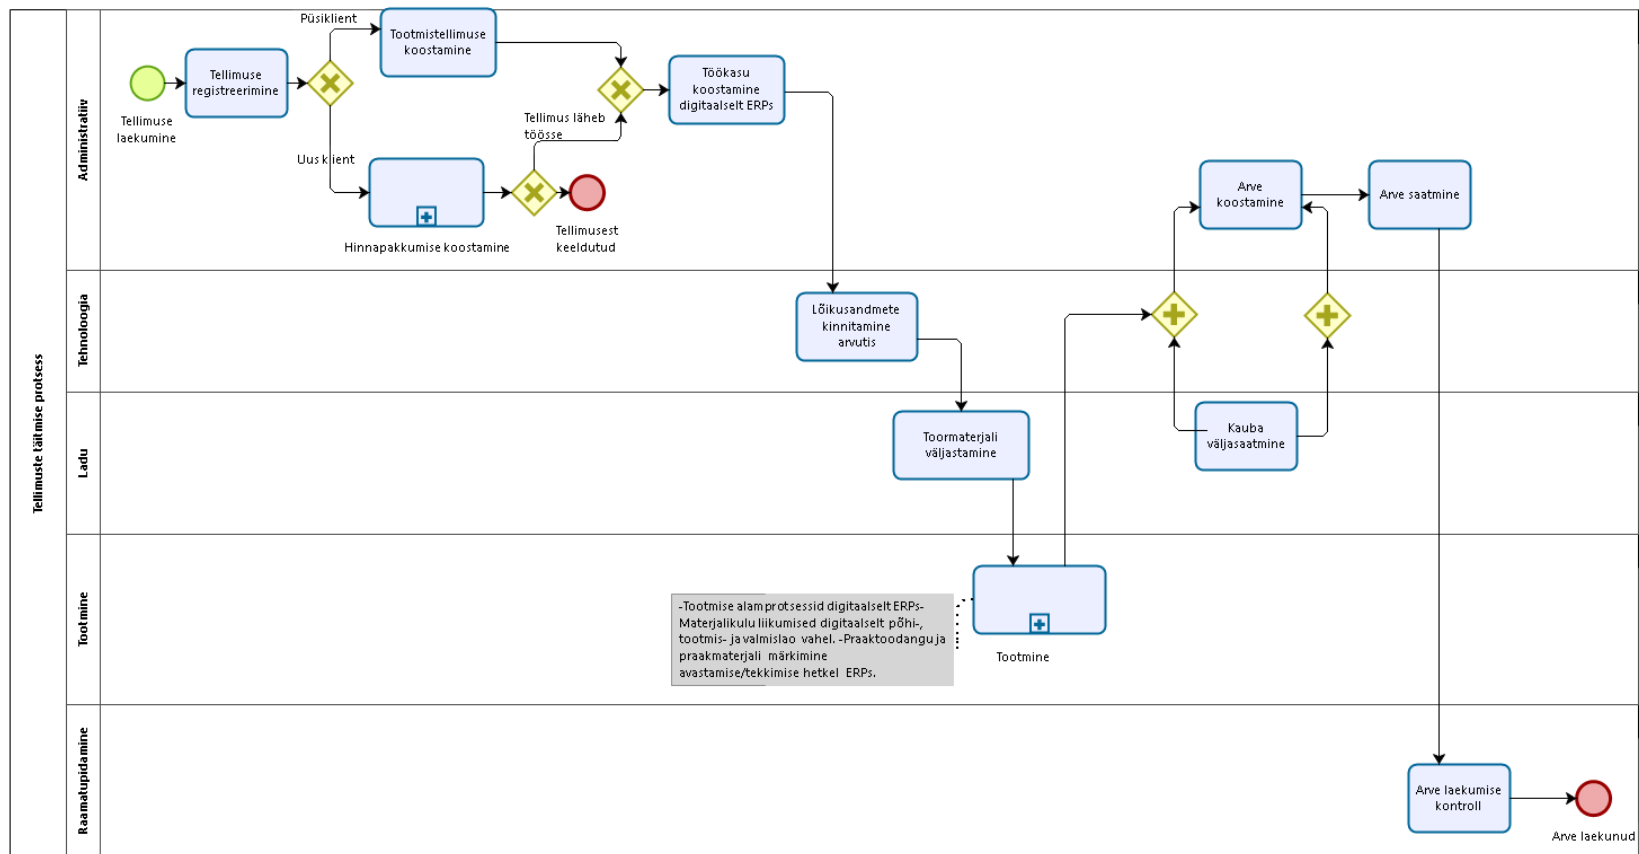 Tellimuste täitmise protsess
Administratiiv
Tellimuse
laekumine
Tellimuse
registreerimine
Püsiklient
Uus klient
Tootmistellimuse
koostamine
Hinnapakkumise koostamine
Tellimus läheb
töösse
Tellimusest
keeldutud
Töökasu
koostamine
digitaalselt ERPs
Arve
koostamine
Arve saatmine
Tehnoloogia
Lõikusandmete
kinnitamine
arvutis
Ladu
Toormaterjali
väljastamine
Kauba
väljasaatmine
Tootmine
-Tootmise alamprotsessid digitaalselt ERPs-
Materjalikulu liikumised digitaalselt põhi-,
tootmis- ja valmislao vahel. -Praaktoodangu ja
praakmaterjali märkimine
avastamise/tekkimise hetkel ERPs.
Tootmine
Raamatupidamine
Arve laekumise
kontroll
Arve laekunud